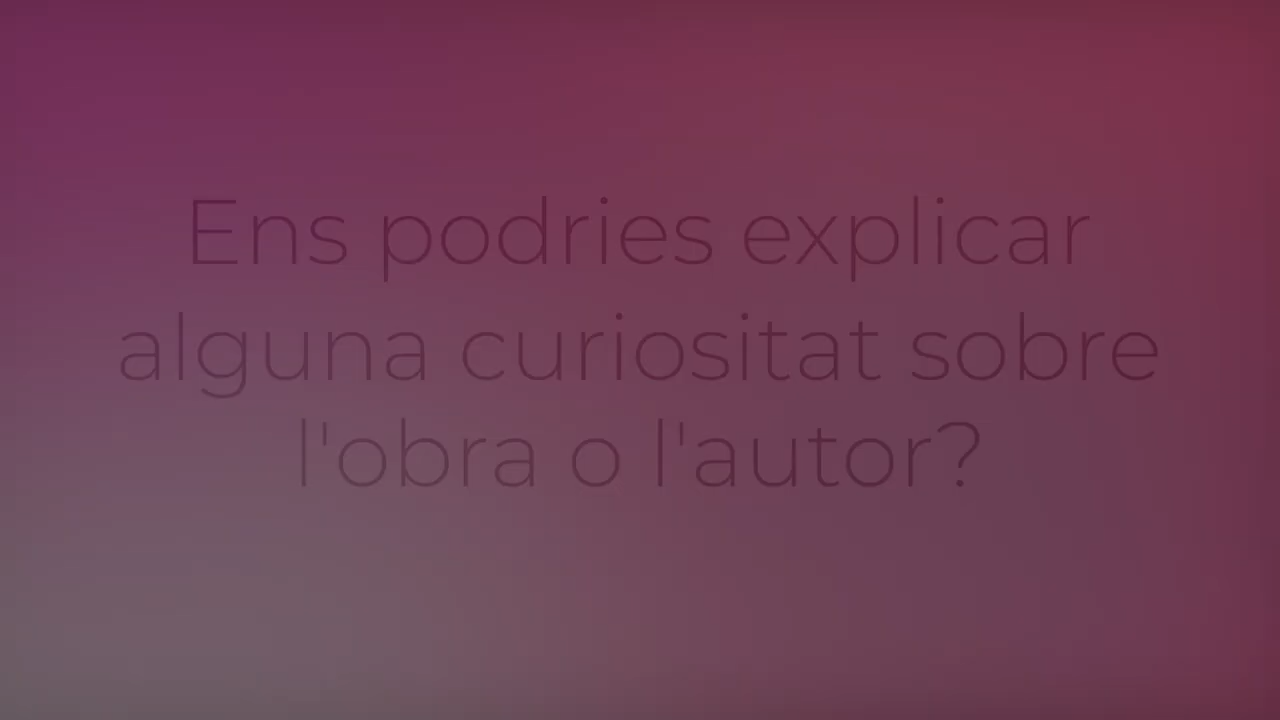 Ens podries explicar
alguna curiositat sobre
l'obra o l'autor?